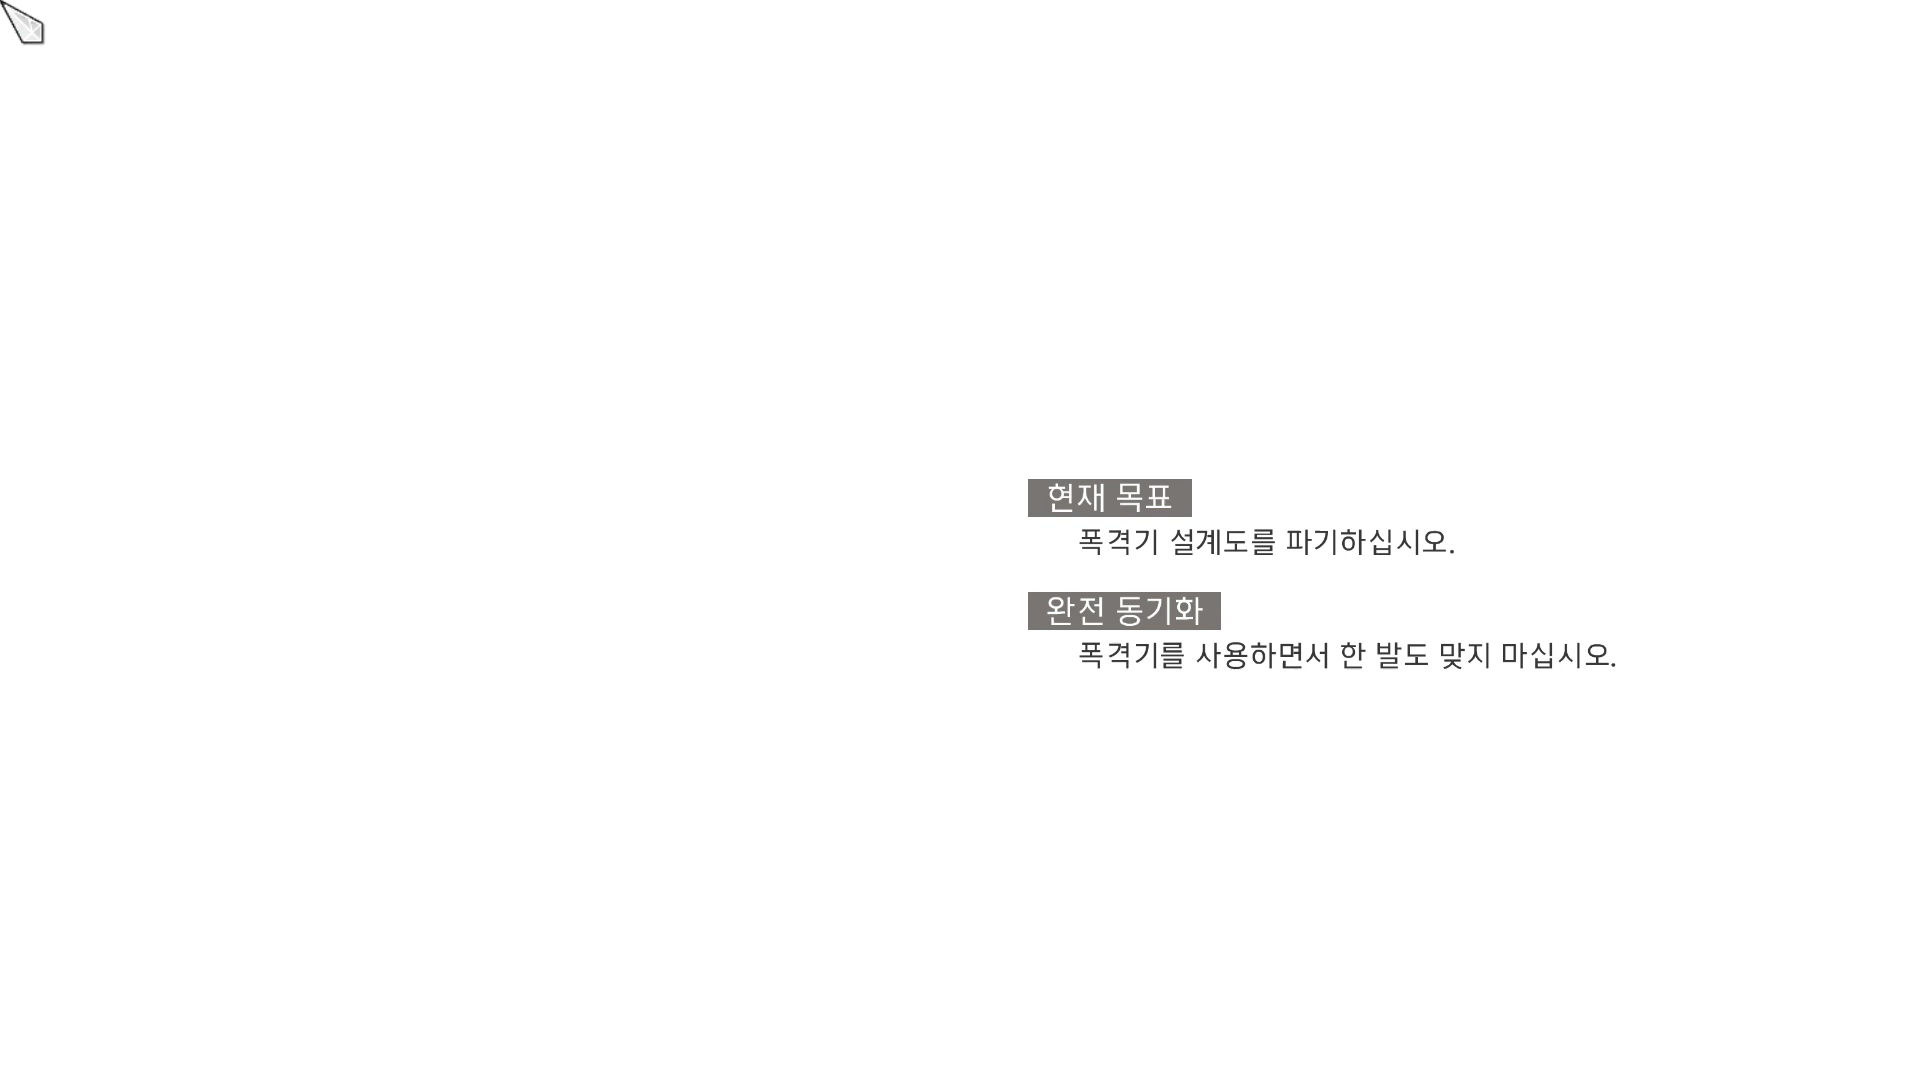 현재 목표
폭격기 설계도를 파기하십시오.
완전 동기화
폭격기를 사용하면서 한 발도 맞지 마십시오.